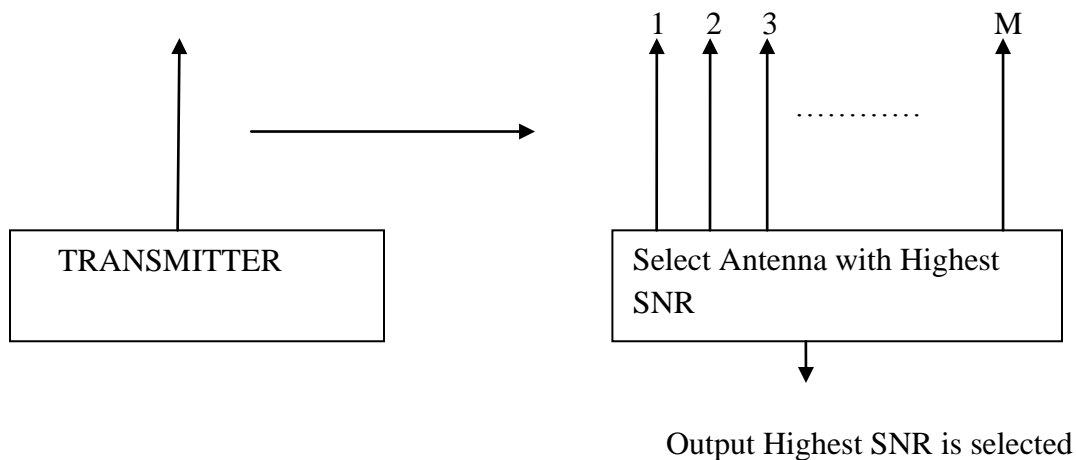 1 2 3 M
............
TRANSMITTER
Select Antenna with Highest
SNR
Output Highest SNR is selected